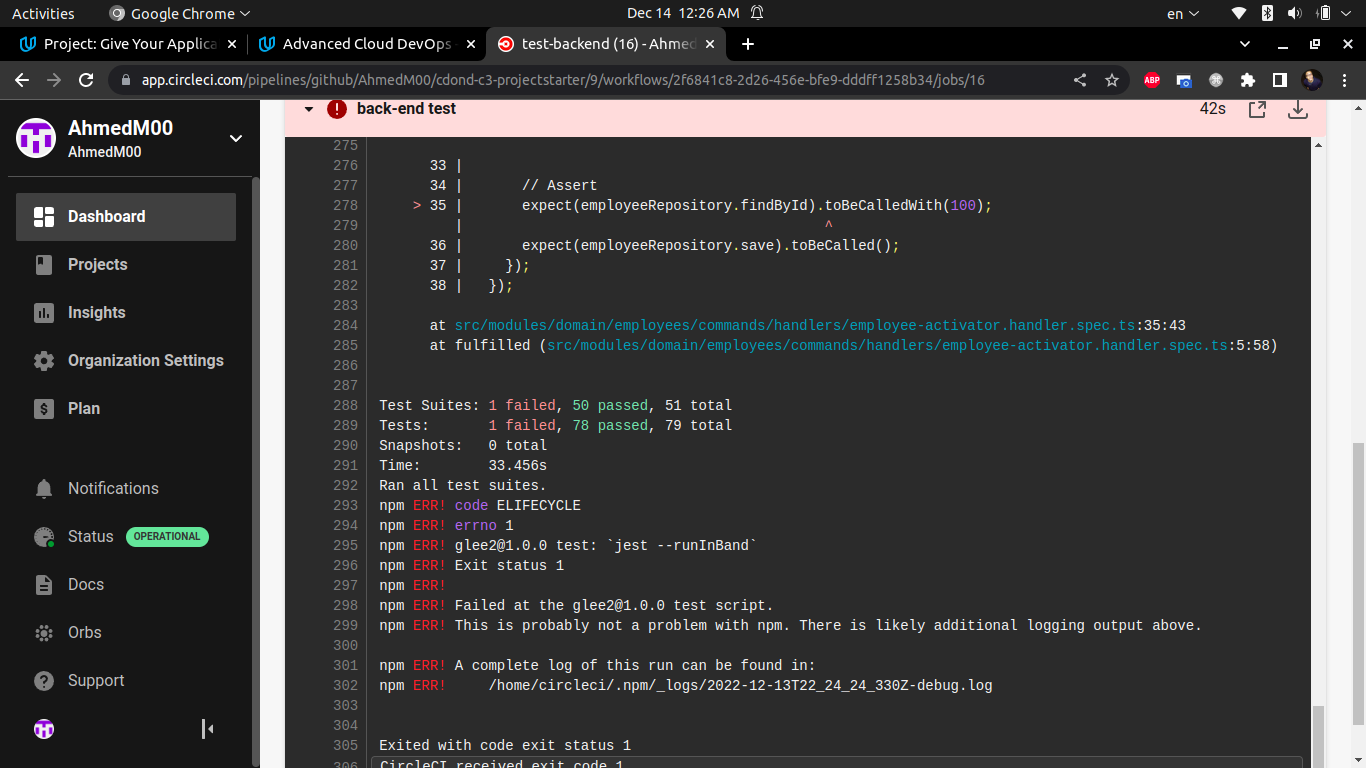 Activities
Google Chrome
Dec 14 12:26 AM
en
Project: Give Your Applica
Advanced Cloud DevOps -
test-backend (16) - Ahmed
app.circleci.com/pipelines/github/AhmedM00/cdond-c3-projectstarter/9/workflows/2f6841c8-2d26-456e-bfe9-dddff1258b34/jobs/16
ABP
AhmedM00
AhmedM00
Dashboard
Projects
Insights
Organization Settings
Plan
Notifications
Status OPERATIONAL
Docs
Orbs
Support
back-end test
42s
275
276 33 |
277 34 | // Assert
278 > 35 | expect(employeeRepository.findById).toBeCalledWith(100);
279 | ^
280 36 | expect(employeeRepository.save).toBeCalled();
281 37 | });
282 38 | });
283
284 at src/modules/domain/employees/commands/handlers/employee-activator.handler.spec.ts:35:43
285 at fulfilled (src/modules/domain/employees/commands/handlers/employee-activator.handler.spec.ts:5:58)
286
287
288 Test Suites: 1 failed, 50 passed, 51 total
289 Tests: 1 failed, 78 passed, 79 total
290 Snapshots: 0 total
291 Time: 33.456s
292 Ran all test suites.
293 npm ERR! code ELIFECYCLE
294 npm ERR! errno 1
295 npm ERR! glee2@1.0.0 test: `jest --runInBand`
296 npm ERR! Exit status 1
297 npm ERR!
298 npm ERR! Failed at the glee2@1.0.0 test script.
299 npm ERR! This is probably not a problem with npm. There is likely additional logging output above.
300
301 npm ERR! A complete log of this run can be found in:
302 npm ERR! /home/circleci/.npm/_logs/2022-12-13T22_24_24_330Z-debug.log
303
304
305 Exited with code exit status 1
306 CircleCI received exit code 1